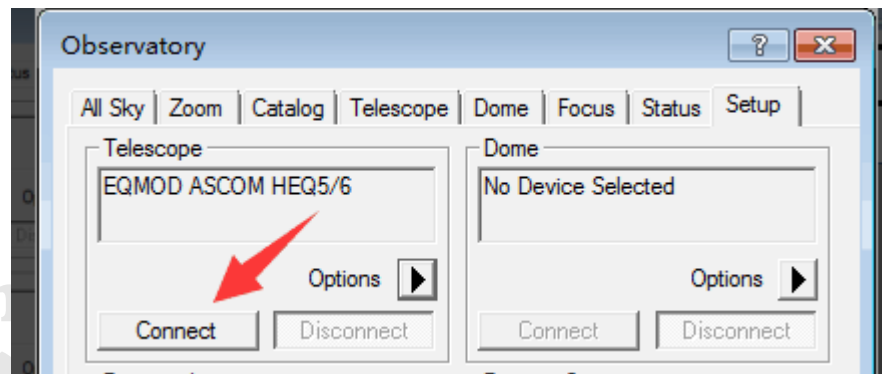 Observatory
All Sky Zoom Catalog Telescope Dome Focus Status Setup
Telescope
EQMOD ASCOM HEQ5/6
Options
Connect Disconnect
Dome
No Device Selected
Options
Connect Disconnect